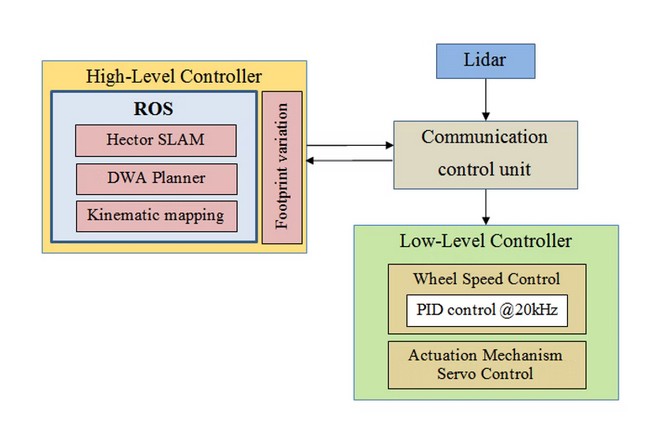 High-Level Controller
ROS
Hector SLAM
DWA Planner
Kinematic mapping
Footprint variation
Lidar
Communication
control unit
Low-Level Controller
Wheel Speed Control
PID control @20kHz
Actuation Mechanism
Servo Control